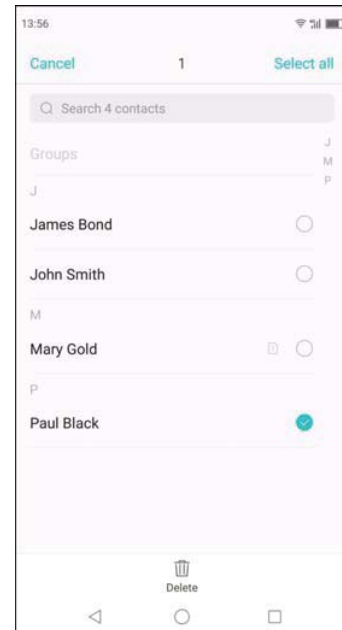 13:56
Cancel 1 Select all
Search 4 contacts
Groups
J
M
P
J
James Bond
John Smith
M
Mary Gold
P
Paul Black
Delete